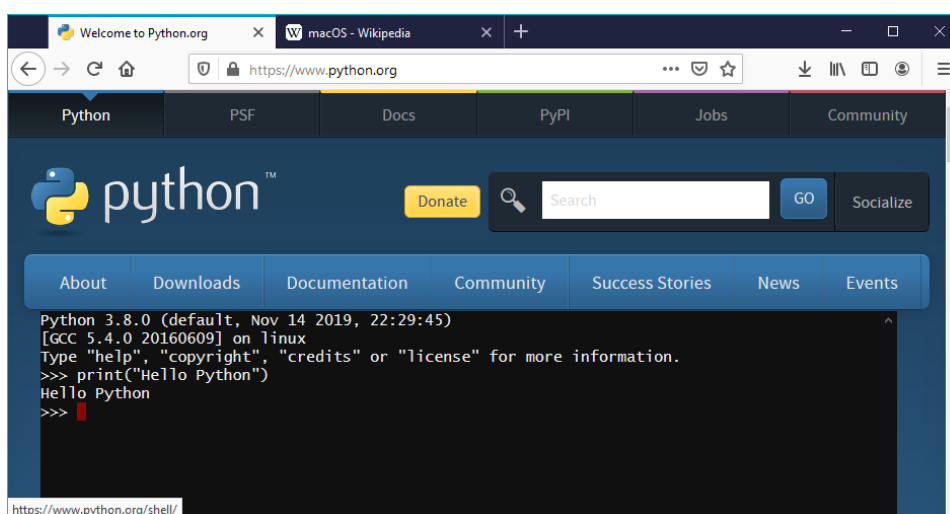 Welcome to Python.org macOS - Wikipedia
https://www.python.org
Python PSF Docs PyPI Jobs Community
python™ Donate Search GO Socialize
About Downloads Documentation Community Success Stories News Events
Python 3.8.0 (default, Nov 14 2019, 22:29:45)
[GCC 5.4.0 20160609] on linux
Type "help", "copyright", "credits" or "license" for more information.
>>> print("Hello Python")
Hello Python
>>>
https://www.python.org/shell/